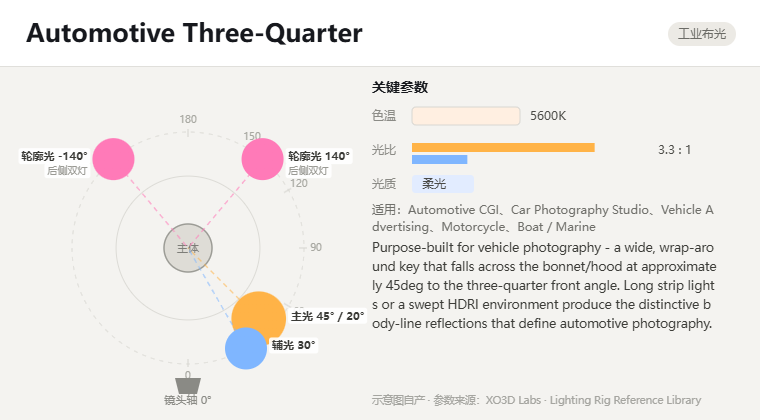 Automotive Three-Quarter
工业布光
180
150
轮廓光 -140°
后侧双灯
轮廓光 140°
后侧双灯
120
主体
90
主光 45° / 20°
辅光 30°
0
镜头轴 0°
关键参数
色温 5600K
光比 3.3 : 1
光质 柔光
适用：Automotive CGI、Car Photography Studio、Vehicle A
dvertising、Motorcycle、Boat / Marine
Purpose-built for vehicle photography - a wide, wrap-aro
und key that falls across the bonnet/hood at approximate
ly 45deg to the three-quarter front angle. Long strip light
s or a swept HDRI environment produce the distinctive b
ody-line reflections that define automotive photography.
示意图自产 · 参数来源：XO3D Labs · Lighting Rig Reference Library